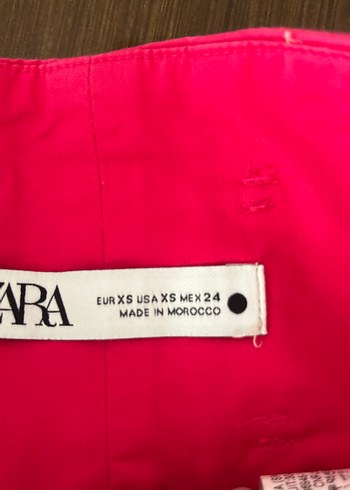 ZARA
EUR XS USA XS MEX 24
MADE IN MOROCCO